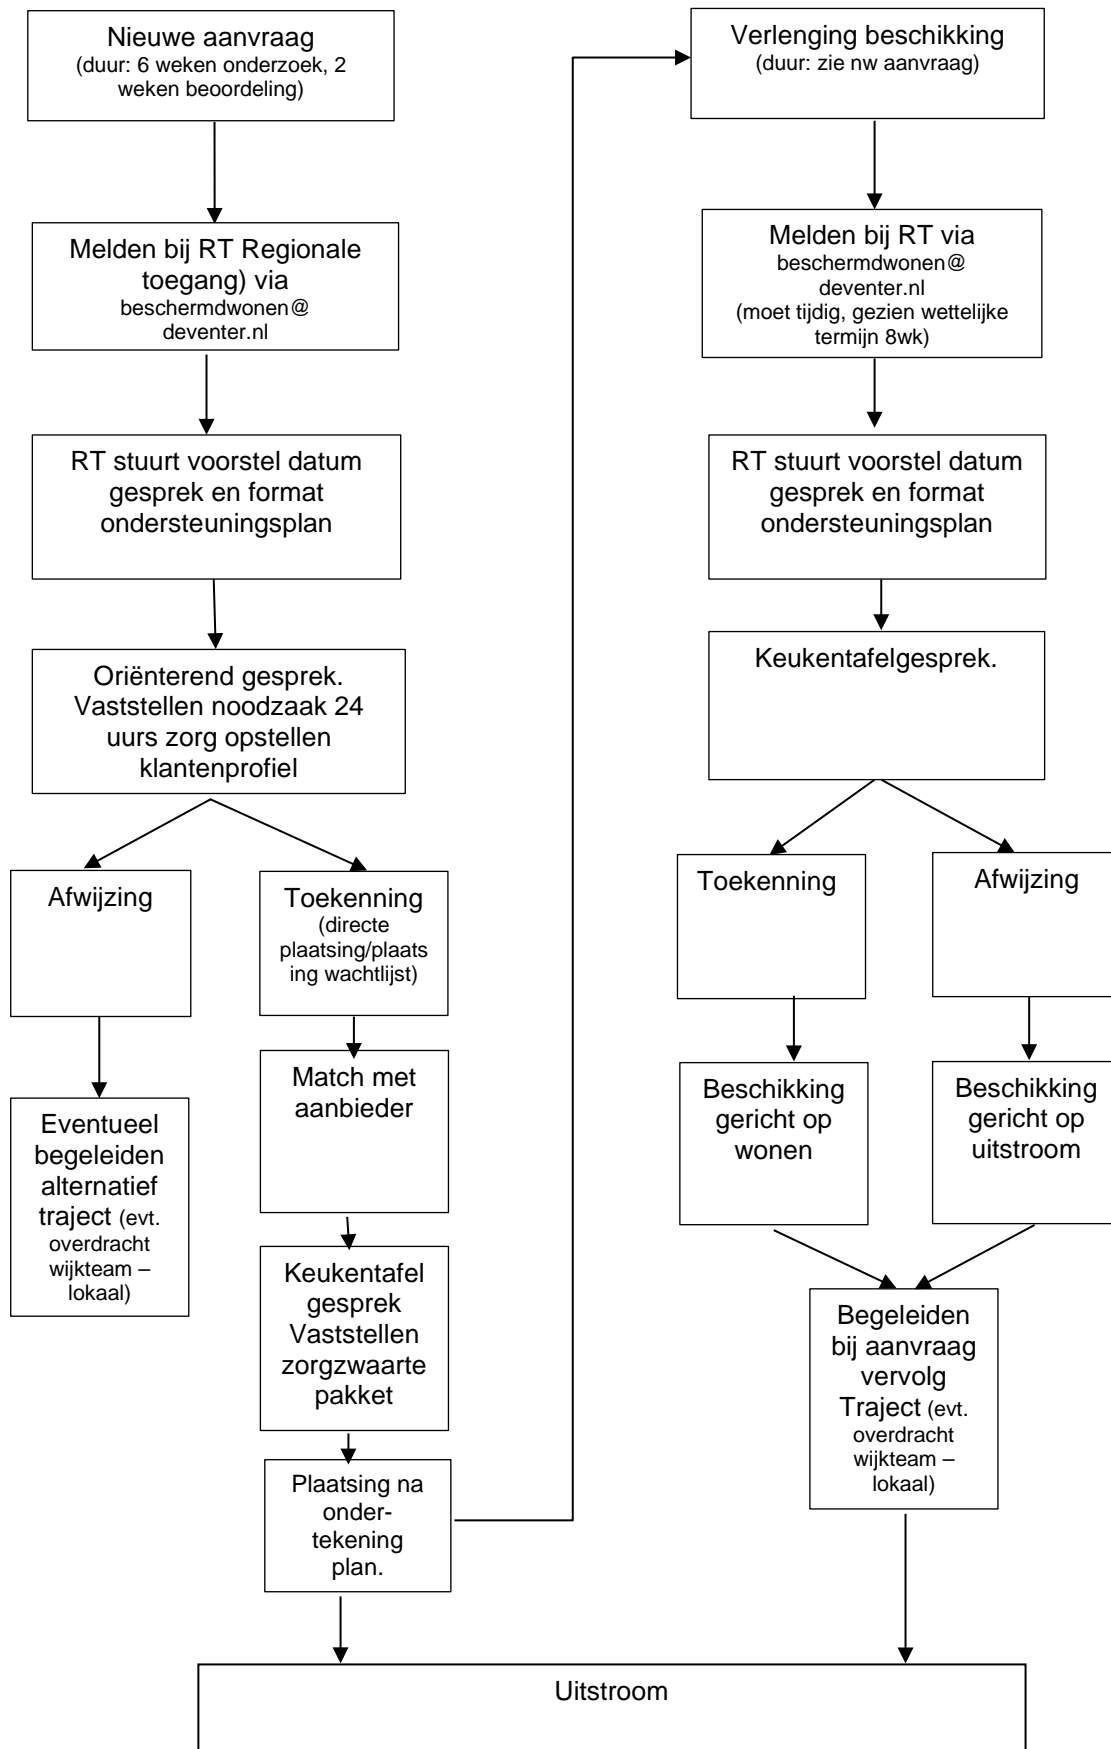 Nieuwe aanvraag
(duur: 6 weken onderzoek, 2
weken beoordeling)
Melden bij RT Regionale
toegang) via
beschermdwonen@
deventer.nl
RT stuurt voorstel datum
gesprek en format
ondersteuningsplan
Oriënterend gesprek.
Vaststellen noodzaak 24
uurs zorg opstellen
klantenprofiel
Afwijzing
Eventueel
begeleiden
alternatief
traject (evt.
overdracht
wijkteam –
lokaal)
Toekenning
(directe
plaatsing/plaats
ing wachtlijst)
Match met
aanbieder
Keukentafel
gesprek
Vaststellen
zorgzwaarte
pakket
Plaatsing na
onder-
tekening
plan.
Verlenging beschikking
(duur: zie nw aanvraag)
Melden bij RT via
beschermdwonen@
deventer.nl
(moet tijdig, gezien wettelijke
termijn 8wk)
RT stuurt voorstel datum
gesprek en format
ondersteuningsplan
Keukentafelgesprek.
Toekenning
Beschikking
gericht op
wonen
Afwijzing
Beschikking
gericht op
uitstroom
Begeleiden
bij aanvraag
vervolg
Traject (evt.
overdracht
wijkteam –
lokaal)
Uitstroom